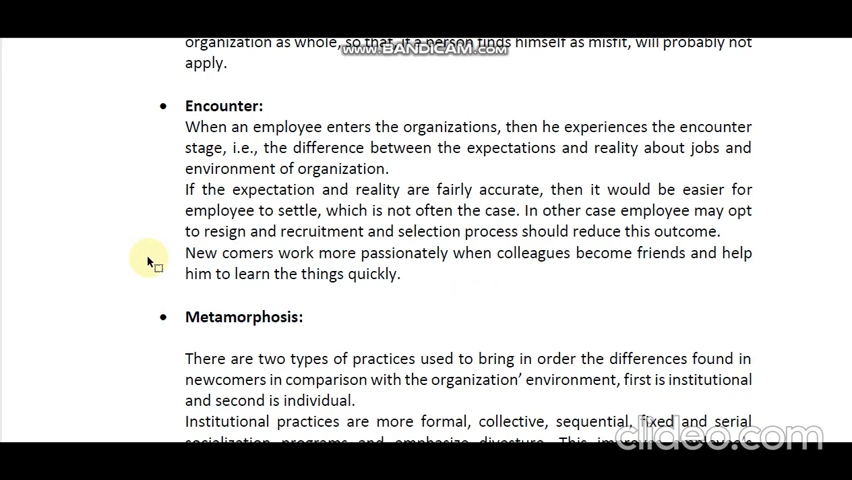 organization as whole, so that, if a person finds himself as misfit, will probably not
www.BANDICAM.com
apply.
Encounter:
When an employee enters the organizations, then he experiences the encounter
stage, i.e., the difference between the expectations and reality about jobs and
environment of organization.
If the expectation and reality are fairly accurate, then it would be easier for
employee to settle, which is not often the case. In other case employee may opt
to resign and recruitment and selection process should reduce this outcome.
New comers work more passionately when colleagues become friends and help
him to learn the things quickly.
Metamorphosis:
There are two types of practices used to bring in order the differences found in
newcomers in comparison with the organization’ environment, first is institutional
and second is individual.
Institutional practices are more formal, collective, sequential, fixed and serial
socialization programs and emphasize divesture. This
clideo.com